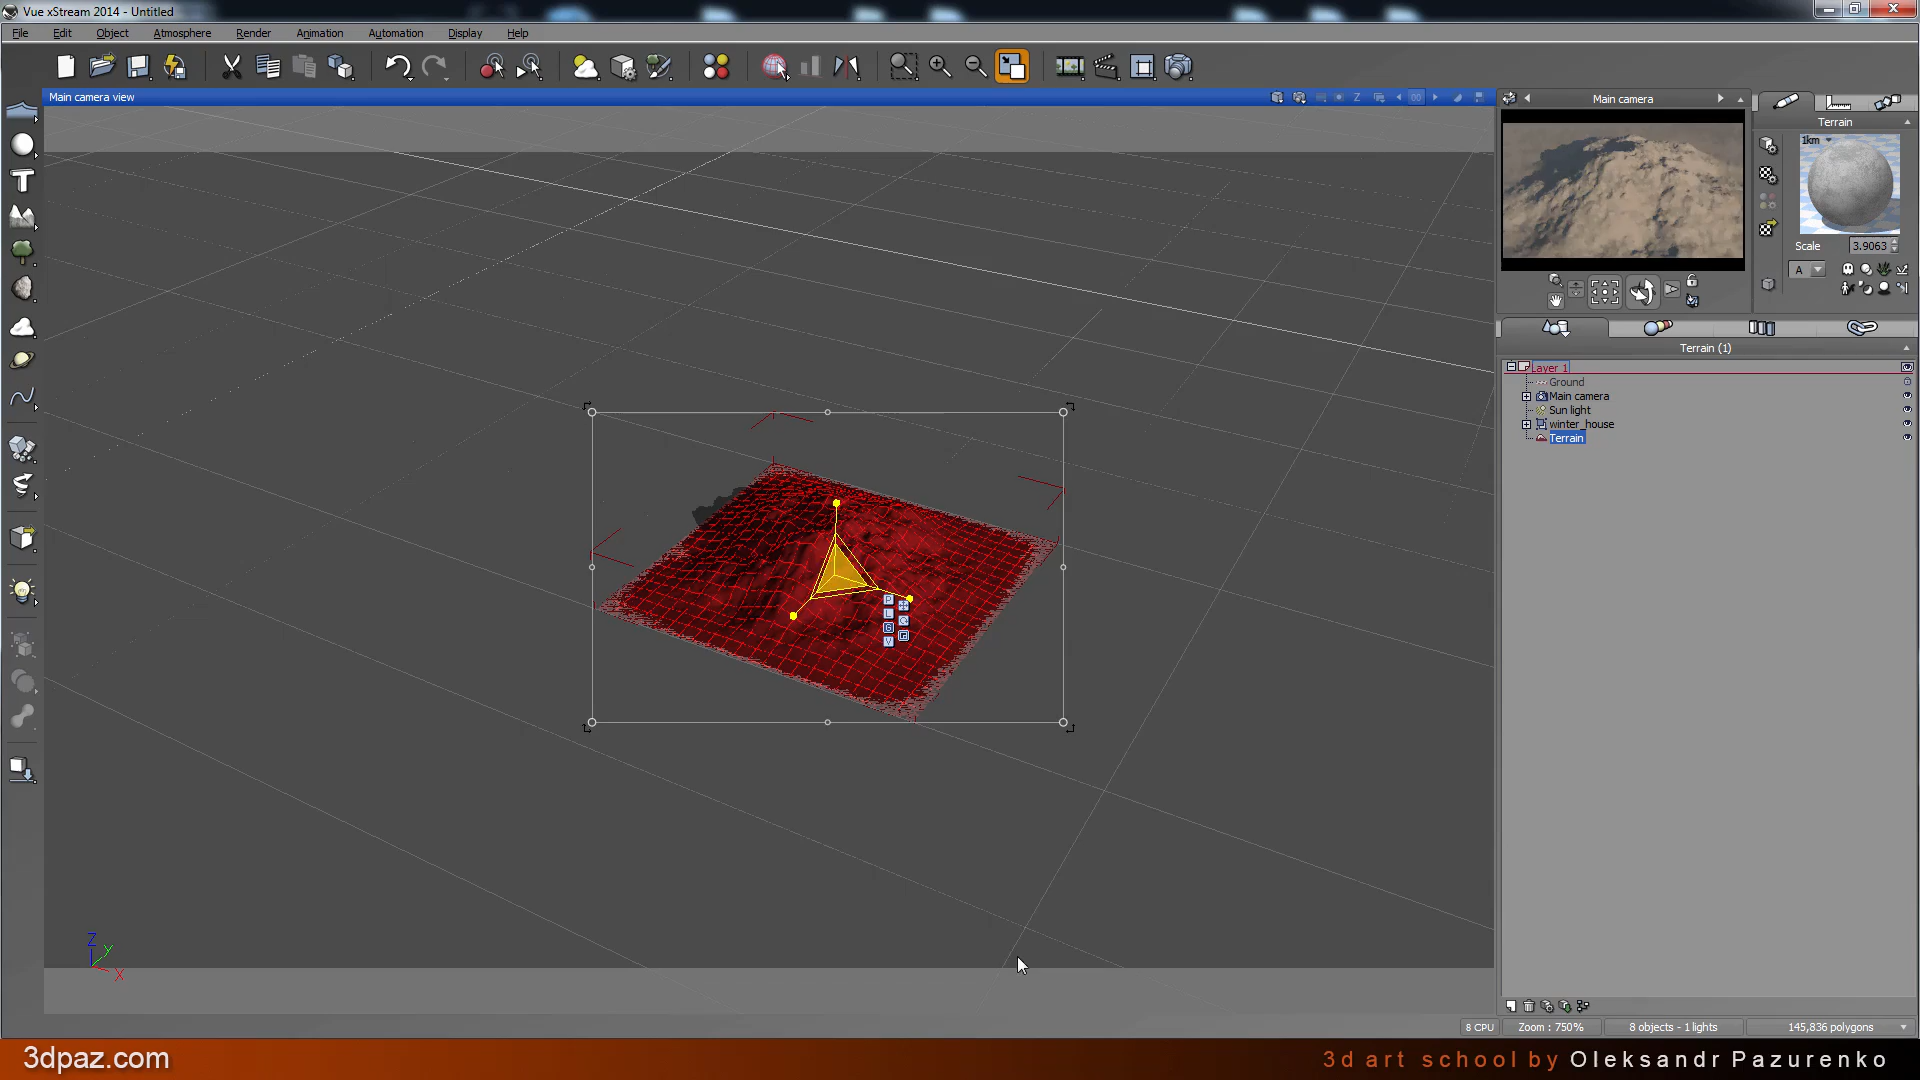 Vue xStream 2014 - Untitled
File Edit Object Atmosphere Render Animation Automation Display Help
Main camera view
Z
Main camera
Terrain
1km
Scale 3.9063
A
Terrain (1)
Layer 1
Ground
Main camera
Sun light
winter_house
Terrain
P
L
G
V
Z
Y
X
8 CPU Zoom : 750% 8 objects - 1 lights 145,836 polygons
3dpaz.com
3d art school by Oleksandr Pazurenko